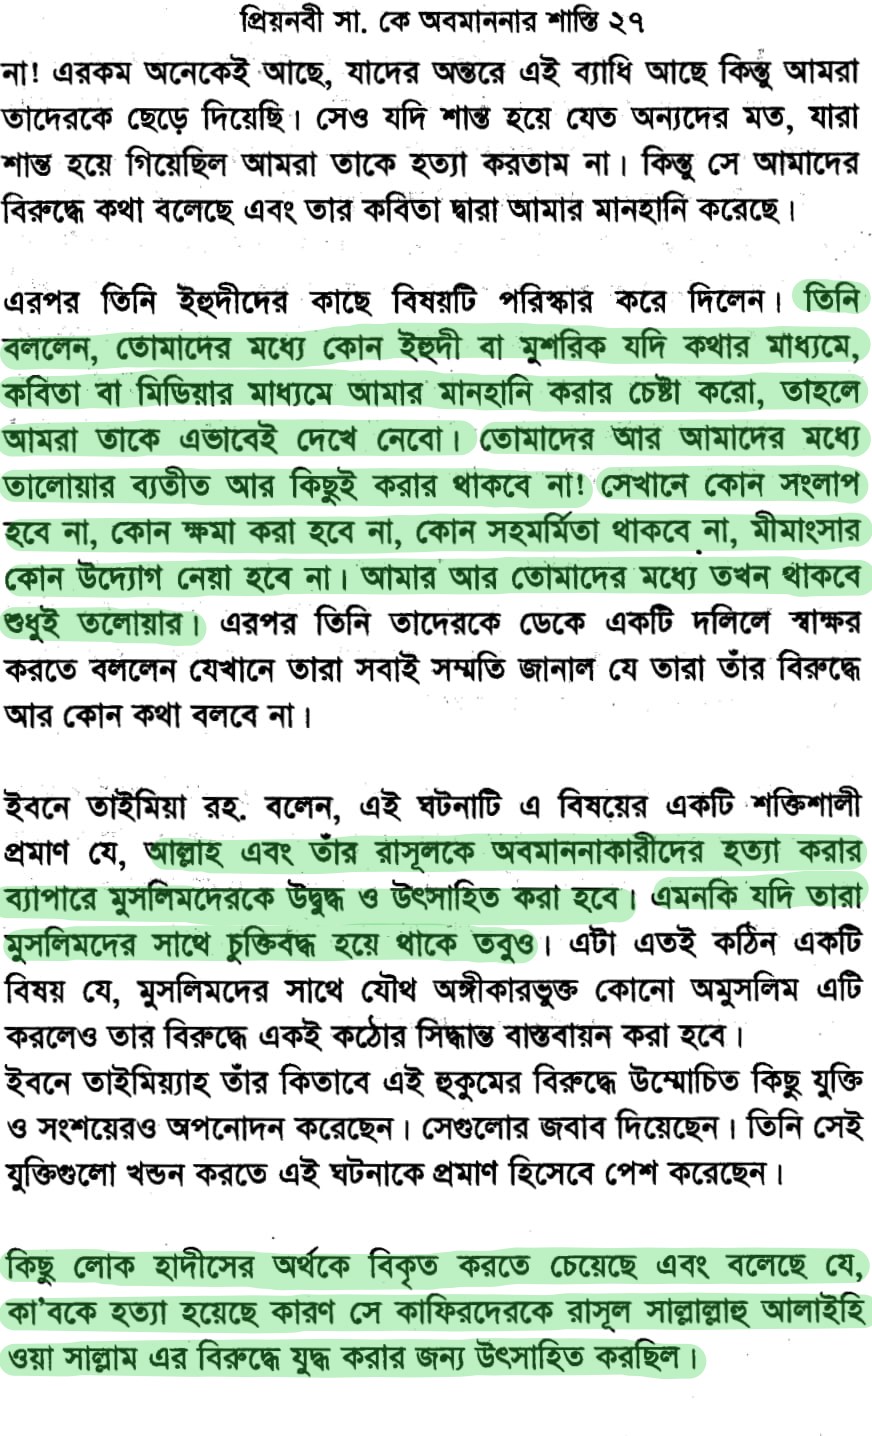 প্রিয়নবী সা. কে অবমাননার শাস্তি ২৭
না! এরকম অনেকেই আছে, যাদের অন্তরে এই ব্যাধি আছে কিন্তু আমরা
তাদেরকে ছেড়ে দিয়েছি। সেও যদি শান্ত হয়ে যেত অন্যদের মত, যারা
শান্ত হয়ে গিয়েছিল আমরা তাকে হত্যা করতাম না। কিন্তু সে আমাদের
বিরুদ্ধে কথা বলেছে এবং তার কবিতা দ্বারা আমার মানহানি করেছে।
এরপর তিনি ইহুদীদের কাছে বিষয়টি পরিস্কার করে দিলেন। তিনি
বললেন, তোমাদের মধ্যে কোন ইহুদী বা মুশরিক যদি কথার মাধ্যমে,
কবিতা বা মিডিয়ার মাধ্যমে আমার মানহানি করার চেষ্টা করো, তাহলে
আমরা তাকে এভাবেই দেখে নেবো। তোমাদের আর আমাদের মধ্যে
তালোয়ার ব্যতীত আর কিছুই করার থাকবে না! সেখানে কোন সংলাপ
হবে না, কোন ক্ষমা করা হবে না, কোন সহমর্মিতা থাকবে না, মীমাংসার
কোন উদ্যোগ নেয়া হবে না। আমার আর তোমাদের মধ্যে তখন থাকবে
শুধুই তলোয়ার। এরপর তিনি তাদেরকে ডেকে একটি দলিলে স্বাক্ষর
করতে বললেন যেখানে তারা সবাই সম্মতি জানাল যে তারা তাঁর বিরুদ্ধে
আর কোন কথা বলবে না।
ইবনে তাইমিয়া রহ. বলেন, এই ঘটনাটি এ বিষয়ের একটি শক্তিশালী
প্রমাণ যে, আল্লাহ এবং তাঁর রাসূলকে অবমাননাকারীদের হত্যা করার
ব্যাপারে মুসলিমদেরকে উদ্বুদ্ধ ও উৎসাহিত করা হবে। এমনকি যদি তারা
মুসলিমদের সাথে চুক্তিবদ্ধ হয়ে থাকে তবুও। এটা এতই কঠিন একটি
বিষয় যে, মুসলিমদের সাথে যৌথ অঙ্গীকারভুক্ত কোনো অমুসলিম এটি
করলেও তার বিরুদ্ধে একই কঠোর সিদ্ধান্ত বাস্তবায়ন করা হবে।
ইবনে তাইমিয়্যাহ তাঁর কিতাবে এই হুকুমের বিরুদ্ধে উম্মোচিত কিছু যুক্তি
ও সংশয়েরও অপনোদন করেছেন। সেগুলোর জবাব দিয়েছেন। তিনি সেই
যুক্তিগুলো খন্ডন করতে এই ঘটনাকে প্রমাণ হিসেবে পেশ করেছেন।
কিছু লোক হাদীসের অর্থকে বিকৃত করতে চেয়েছে এবং বলেছে যে,
কা'বকে হত্যা হয়েছে কারণ সে কাফিরদেরকে রাসূল সাল্লাল্লাহু আলাইহি
ওয়া সাল্লাম এর বিরুদ্ধে যুদ্ধ করার জন্য উৎসাহিত করছিল।